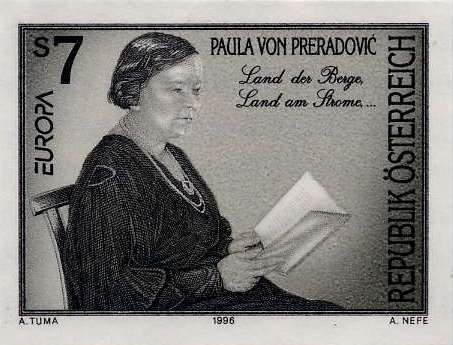 S7
PAULA VON PRERADOVIĆ
Land der Berge,
Land am Strome,...
EUROPA
REPUBLIK ÖSTERREICH
A. TUMA
1996
A. NEFE